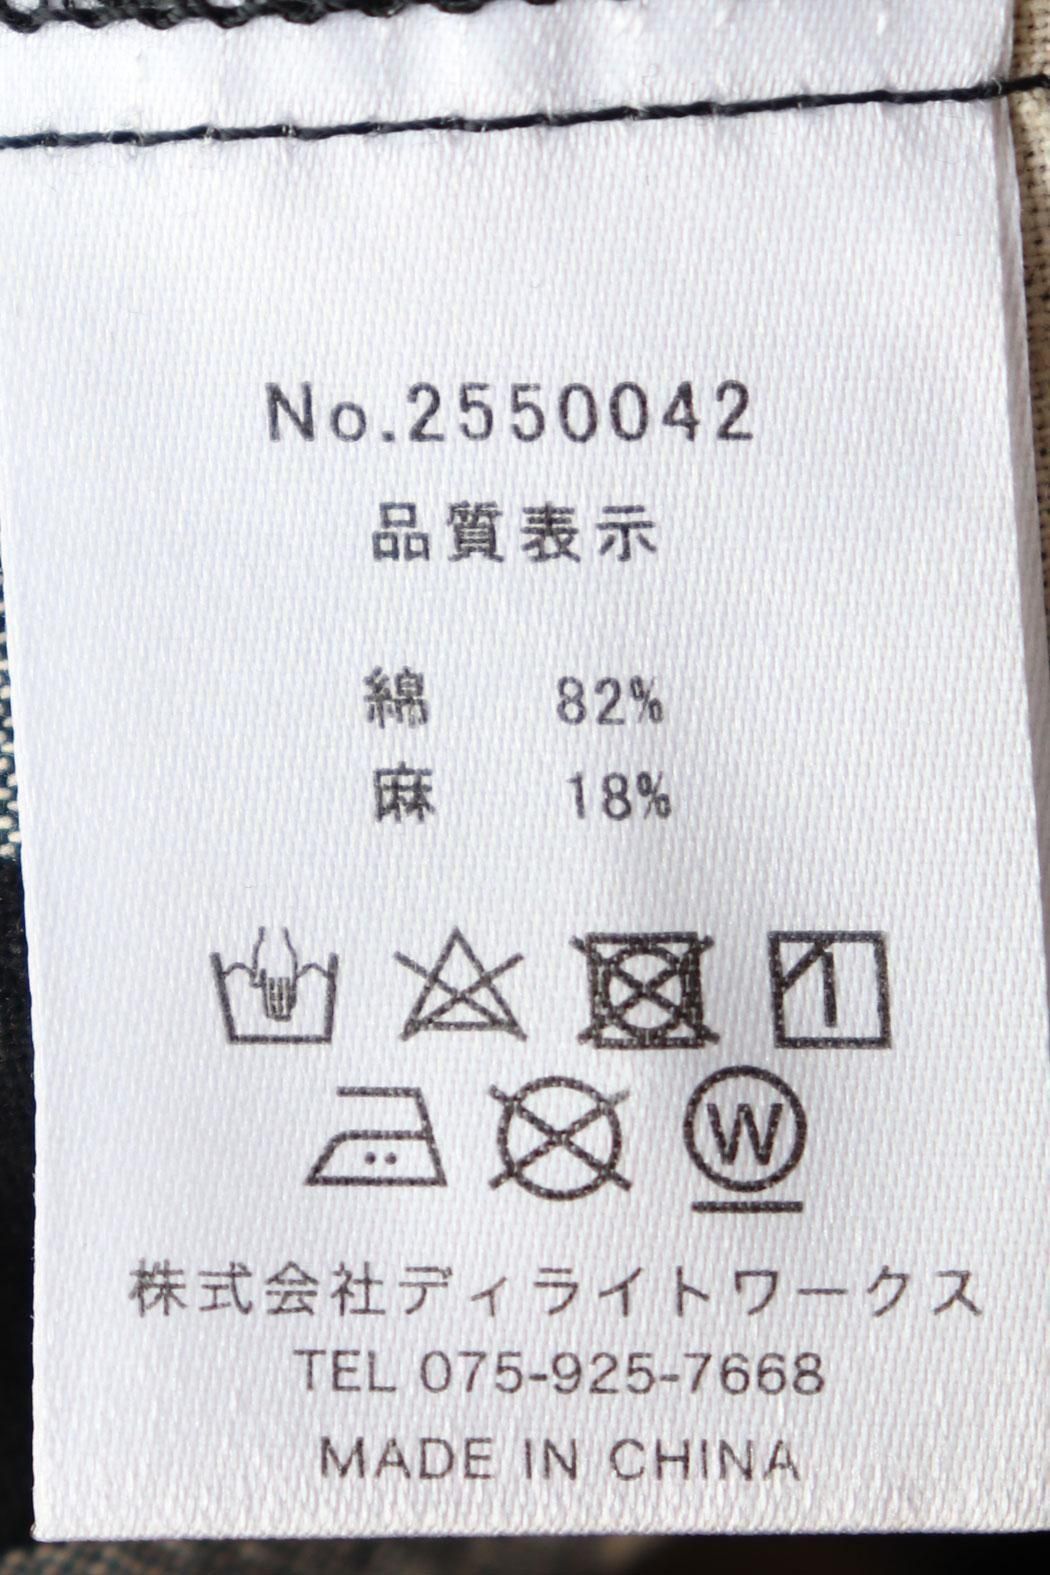 No.2550042
品質表示
綿 82%
麻 18%
W
株式会社ディライトワークス
TEL 075-925-7668
MADE IN CHINA